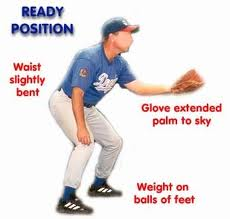 READY
POSITION
Waist
slightly
bent
Glove extended
palm to sky
Weight on
balls of feet